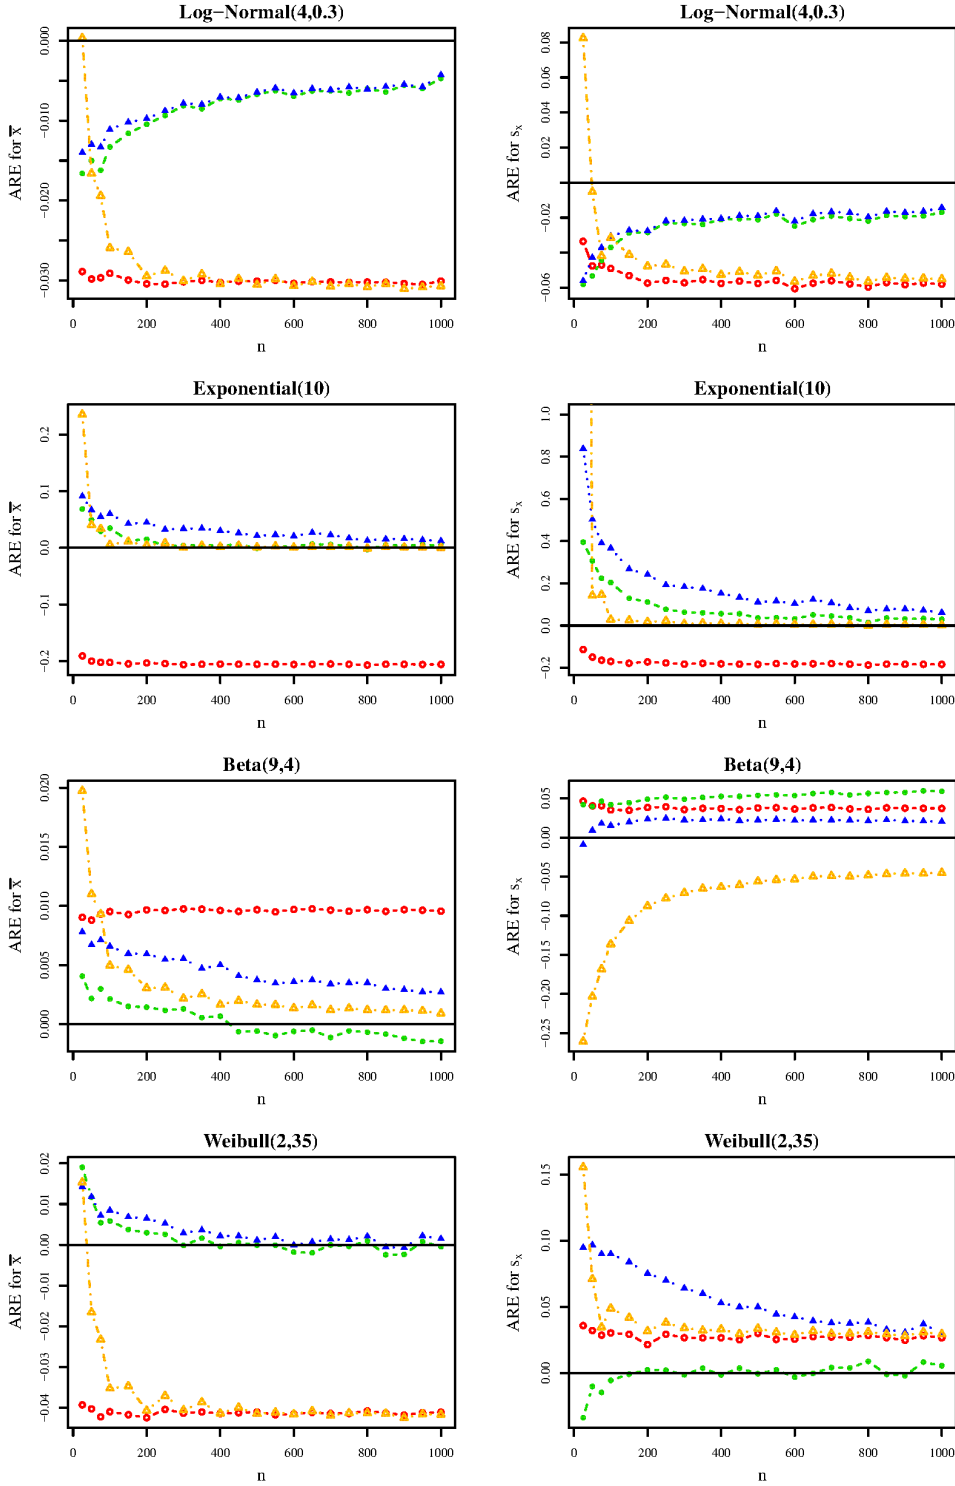 Log−Normal(4,0.3)
ARE for x̅
0.000
−0.010
−0.020
−0.030
0 200 400 600 800 1000
n
Log−Normal(4,0.3)
ARE for sₓ
0.08
0.06
0.04
0.02
−0.02
−0.06
0 200 400 600 800 1000
n
Exponential(10)
ARE for x̅
0.2
0.1
0.0
−0.1
−0.2
0 200 400 600 800 1000
n
Exponential(10)
ARE for sₓ
1.0
0.8
0.6
0.4
0.2
0.0
−0.2
0 200 400 600 800 1000
n
Beta(9,4)
ARE for x̅
0.020
0.015
0.010
0.005
0.000
0 200 400 600 800 1000
n
Beta(9,4)
ARE for sₓ
0.05
0.00
−0.05
−0.10
−0.15
−0.20
−0.25
0 200 400 600 800 1000
n
Weibull(2,35)
ARE for x̅
0.02
0.01
0.00
−0.01
−0.02
−0.03
−0.04
0 200 400 600 800 1000
n
Weibull(2,35)
ARE for sₓ
0.15
0.10
0.05
0.00
0 200 400 600 800 1000
n